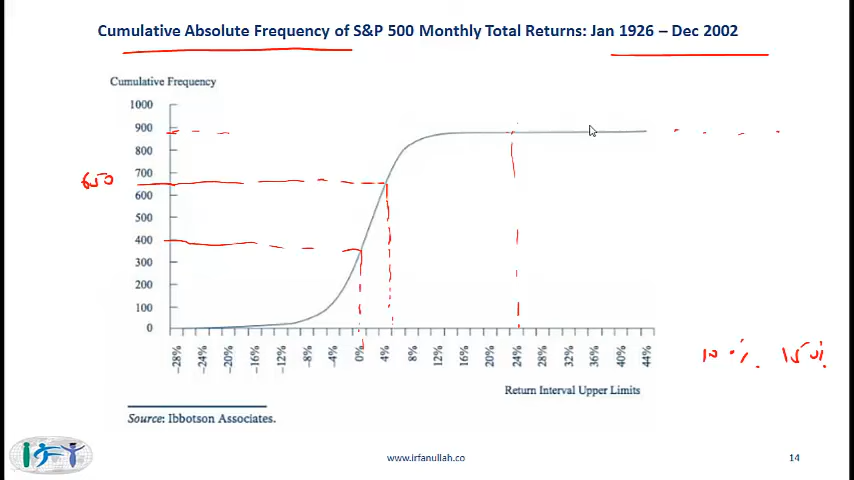 Cumulative Absolute Frequency of S&P 500 Monthly Total Returns: Jan 1926 – Dec 2002
Cumulative Frequency
1000
900
800
700
650
600
500
400
300
200
100
0
-28% -24% -20% -16% -12% -8% -4% 0% 4% 8% 12% 16% 20% 24% 28% 32% 36% 40% 44%
10 %. 150%.
Return Interval Upper Limits
Source: Ibbotson Associates.
www.irfanullah.co
14